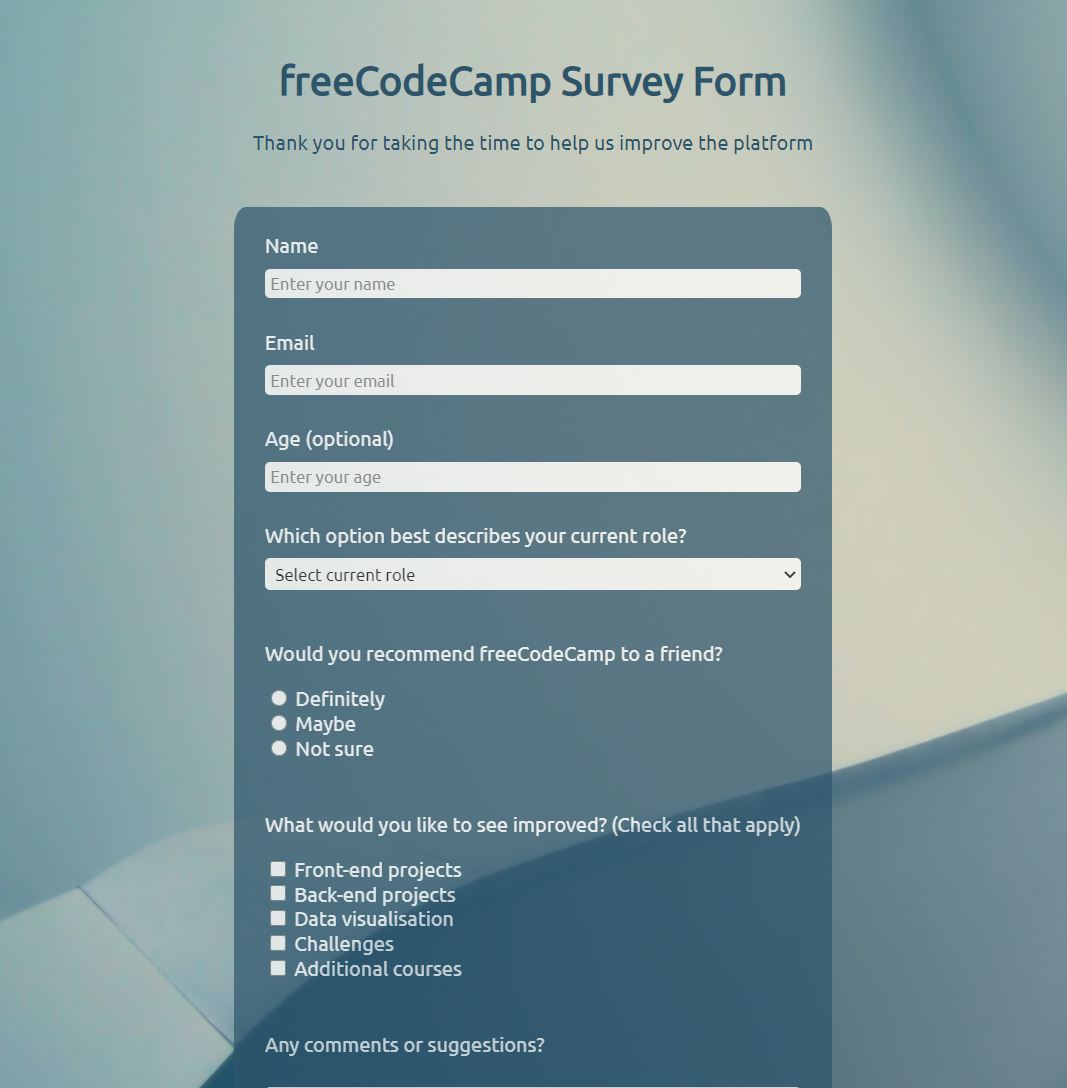 freeCodeCamp Survey Form
Thank you for taking the time to help us improve the platform
Name
Enter your name
Email
Enter your email
Age (optional)
Enter your age
Which option best describes your current role?
Select current role
Would you recommend freeCodeCamp to a friend?
Definitely
Maybe
Not sure
What would you like to see improved? (Check all that apply)
Front-end projects
Back-end projects
Data visualisation
Challenges
Additional courses
Any comments or suggestions?